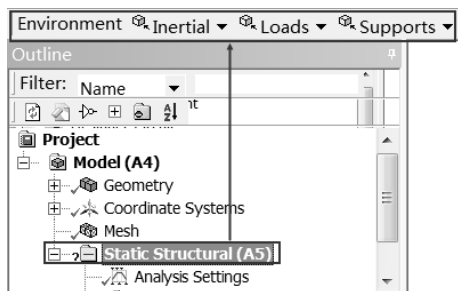 Environment Inertial Loads Supports
Outline
Filter: Name
Project
Model (A4)
Geometry
Coordinate Systems
Mesh
Static Structural (A5)
Analysis Settings